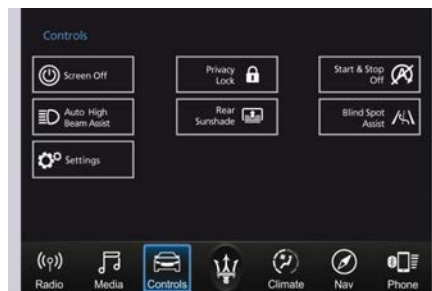 Controls
Screen Off
Privacy
Lock
Start & Stop
Off
Auto High
Beam Assist
Rear
Sunshade
Blind Spot
Assist
Settings
Radio
Media
Controls
Climate
Nav
Phone